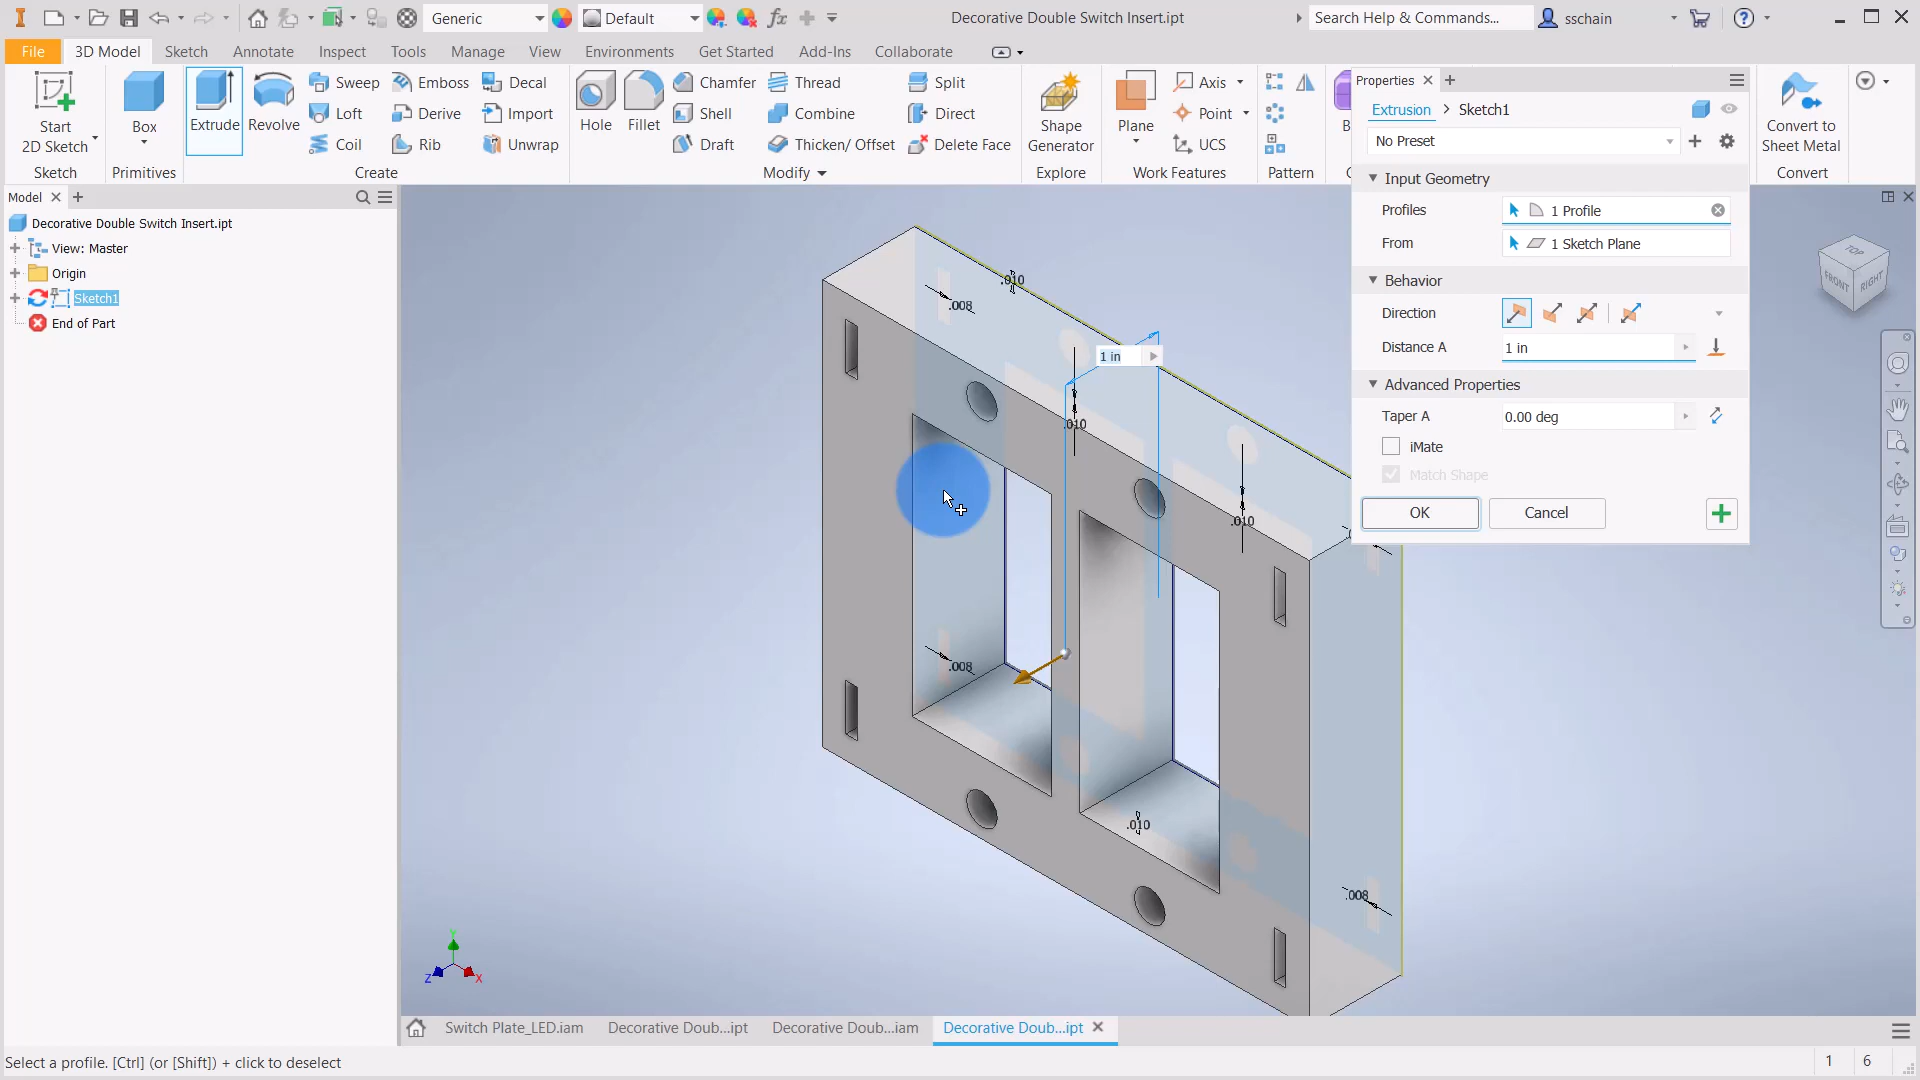 Generic
Default
Decorative Double Switch Insert.ipt
Search Help & Commands...
sschain
File
3D Model
Sketch
Annotate
Inspect
Tools
Manage
View
Environments
Get Started
Add-Ins
Collaborate
Start
2D Sketch
Sketch
Box
Primitives
Extrude
Revolve
Sweep
Loft
Coil
Emboss
Derive
Rib
Decal
Import
Unwrap
Create
Hole
Fillet
Chamfer
Shell
Draft
Thread
Combine
Thicken/ Offset
Split
Direct
Delete Face
Modify
Shape
Generator
Explore
Plane
Axis
Point
UCS
Work Features
Pattern
Convert to
Sheet Metal
Convert
Properties
Extrusion > Sketch1
No Preset
Input Geometry
Profiles
1 Profile
From
1 Sketch Plane
Behavior
Direction
Distance A
1 in
Advanced Properties
Taper A
0.00 deg
iMate
Match Shape
OK
Cancel
Model
Decorative Double Switch Insert.ipt
View: Master
Origin
Sketch1
End of Part
.010
.008
1 in
.010
.010
.008
.010
.008
TOP
FRONT
RIGHT
Y
Z
X
Switch Plate_LED.iam
Decorative Doub...ipt
Decorative Doub...iam
Decorative Doub...ipt
Select a profile. [Ctrl] (or [Shift]) + click to deselect
1
6